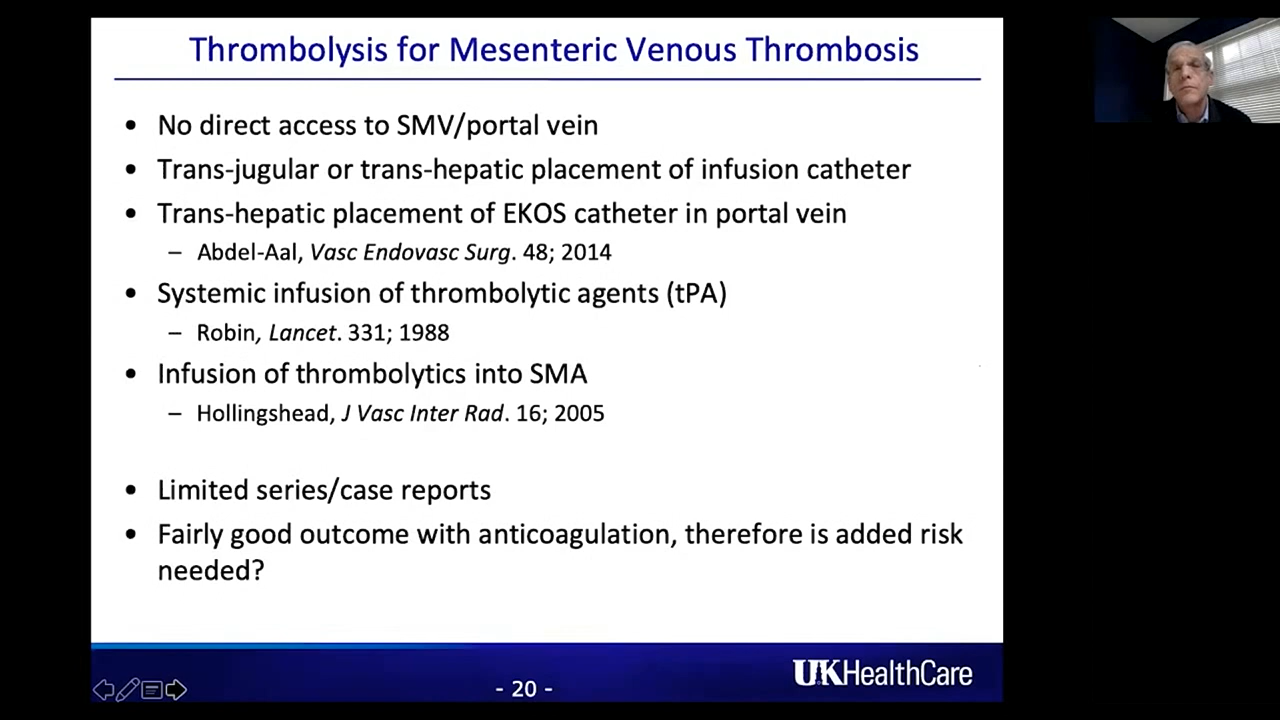 Thrombolysis for Mesenteric Venous Thrombosis
• No direct access to SMV/portal vein
• Trans-jugular or trans-hepatic placement of infusion catheter
• Trans-hepatic placement of EKOS catheter in portal vein
– Abdel-Aal, Vasc Endovasc Surg. 48; 2014
• Systemic infusion of thrombolytic agents (tPA)
– Robin, Lancet. 331; 1988
• Infusion of thrombolytics into SMA
– Hollingshead, J Vasc Inter Rad. 16; 2005
• Limited series/case reports
• Fairly good outcome with anticoagulation, therefore is added risk
needed?
- 20 -
UKHealthCare